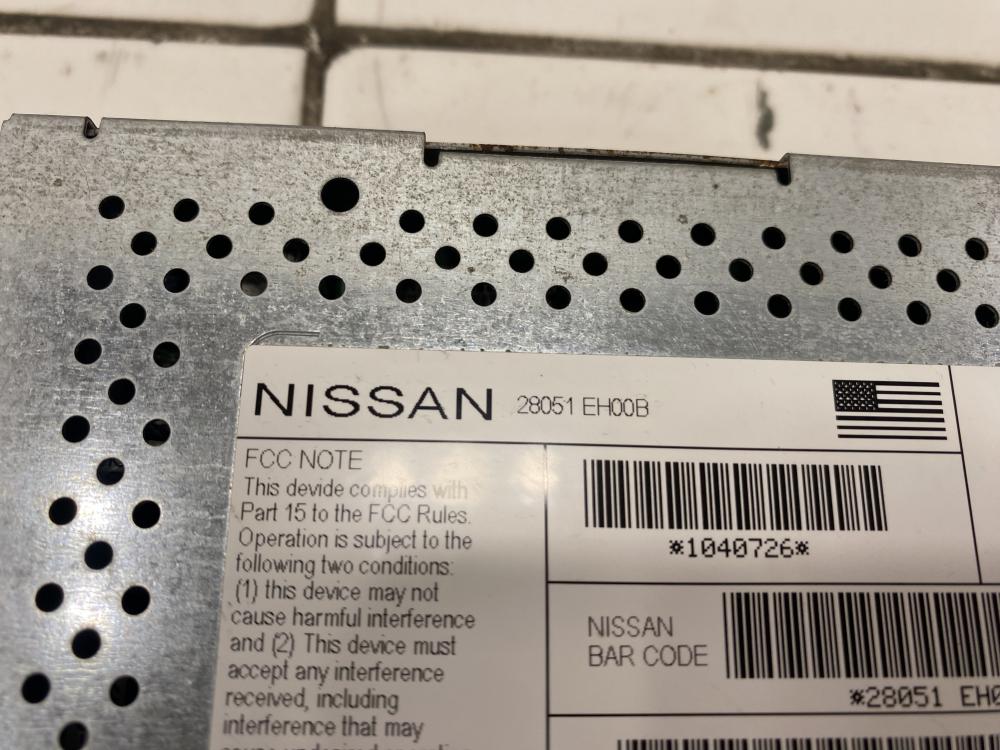 NISSAN 28051 EH00B
FCC NOTE
This devide complies with
Part 15 to the FCC Rules.
Operation is subject to the
following two conditions:
(1) this device may not
cause harmful interference
and (2) This device must
accept any interference
received, including
interference that may
*1040726*
NISSAN
BAR CODE
*28051 EH0